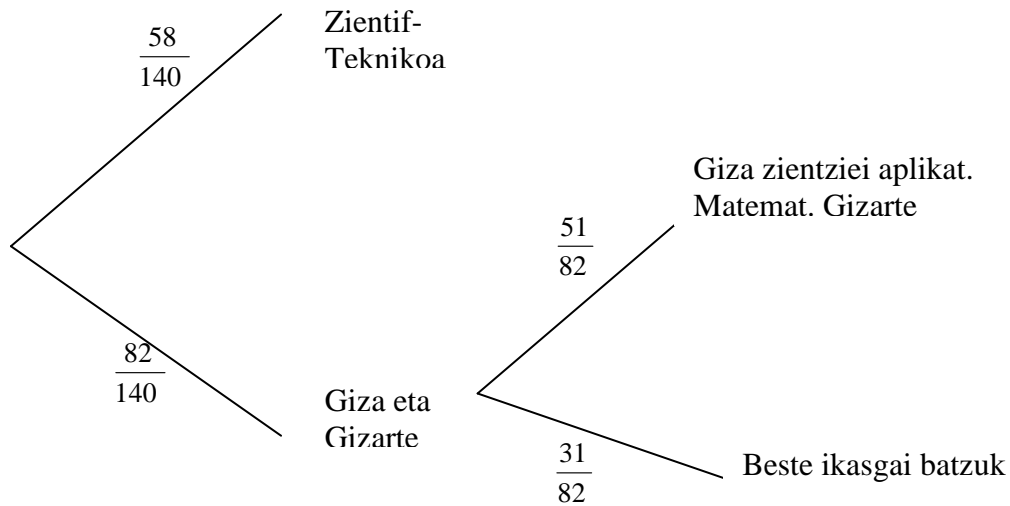 58
140
Zientif-
Teknikoa
82
140
Giza eta
Gizarte
51
82
Giza zientziei aplikat.
Matemat. Gizarte
31
82
Beste ikasgai batzuk